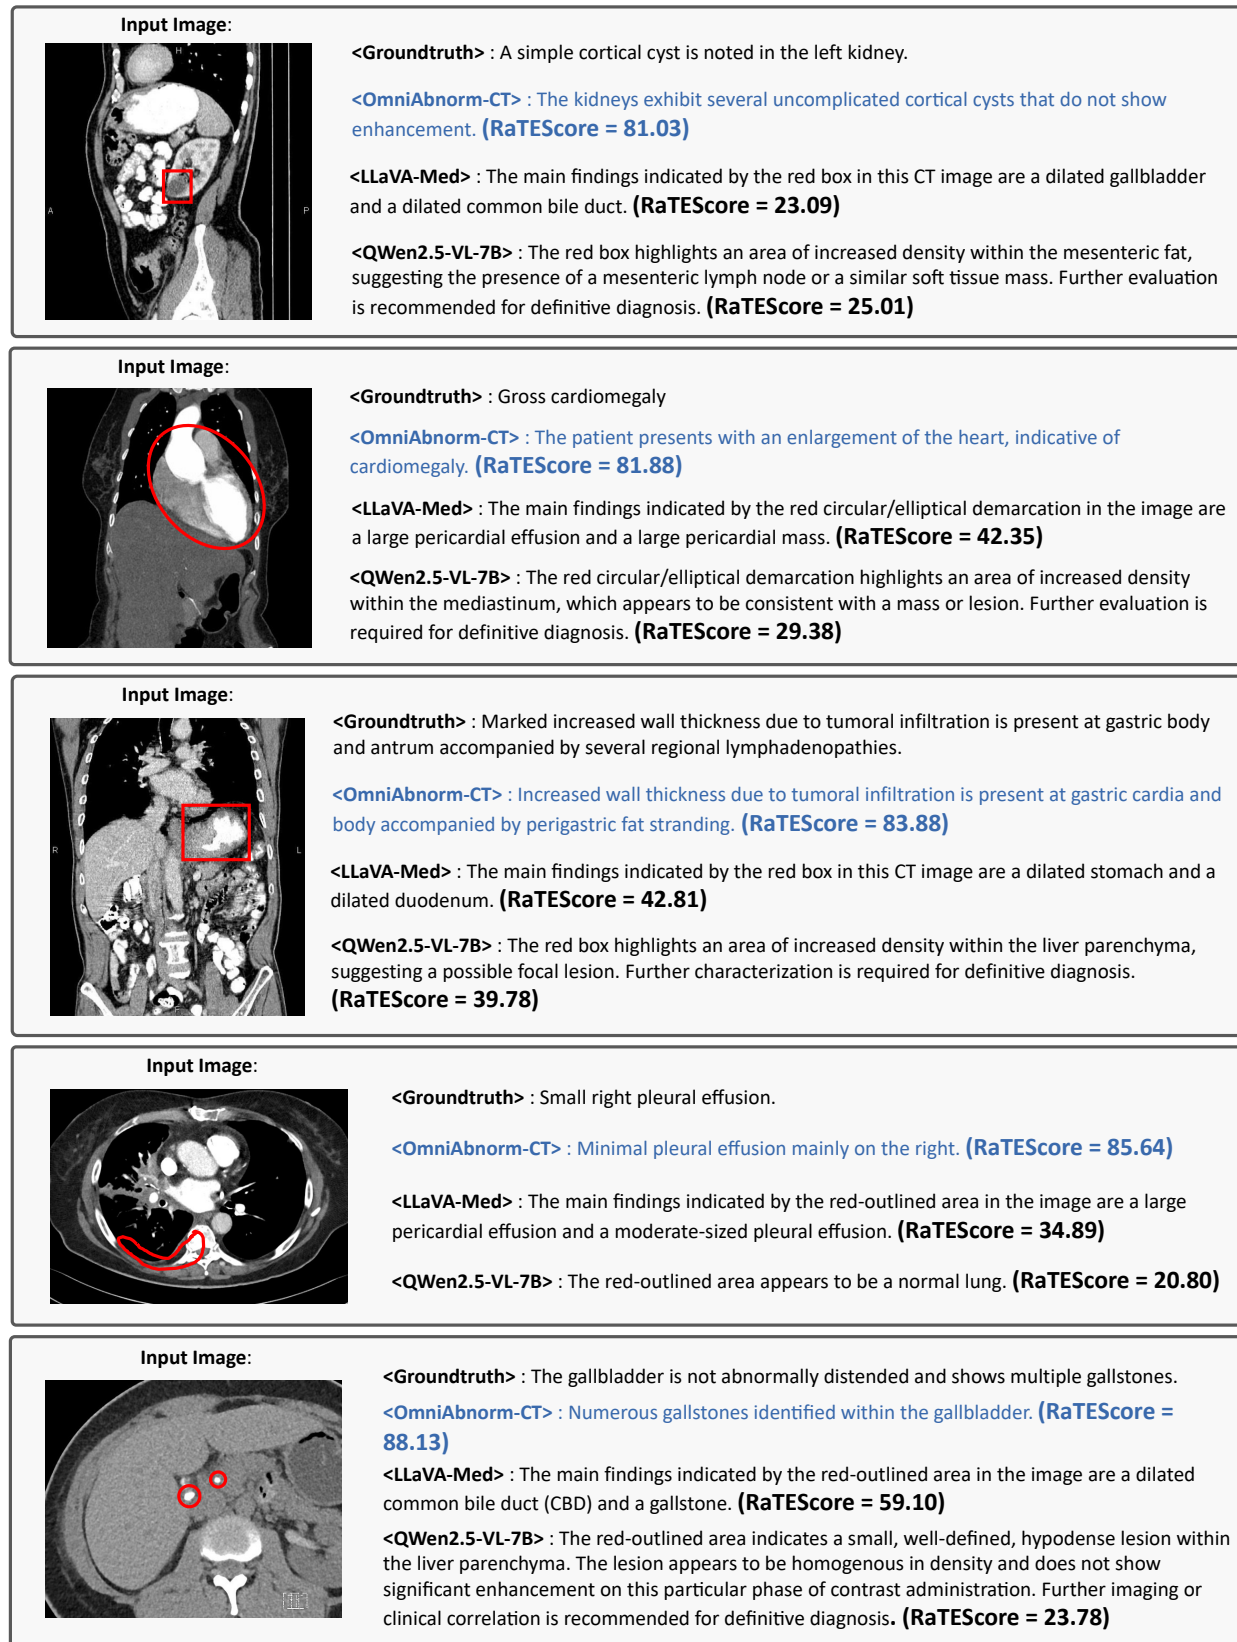 Input Image:
H
A
P
<Groundtruth> : A simple cortical cyst is noted in the left kidney.
<OmniAbnorm-CT> : The kidneys exhibit several uncomplicated cortical cysts that do not show
enhancement. (RaTEScore = 81.03)
<LLaVA-Med> : The main findings indicated by the red box in this CT image are a dilated gallbladder
and a dilated common bile duct. (RaTEScore = 23.09)
<QWen2.5-VL-7B> : The red box highlights an area of increased density within the mesenteric fat,
suggesting the presence of a mesenteric lymph node or a similar soft tissue mass. Further evaluation
is recommended for definitive diagnosis. (RaTEScore = 25.01)
Input Image:
<Groundtruth> : Gross cardiomegaly
<OmniAbnorm-CT> : The patient presents with an enlargement of the heart, indicative of
cardiomegaly. (RaTEScore = 81.88)
<LLaVA-Med> : The main findings indicated by the red circular/elliptical demarcation in the image are
a large pericardial effusion and a large pericardial mass. (RaTEScore = 42.35)
<QWen2.5-VL-7B> : The red circular/elliptical demarcation highlights an area of increased density
within the mediastinum, which appears to be consistent with a mass or lesion. Further evaluation is
required for definitive diagnosis. (RaTEScore = 29.38)
Input Image:
R
L
F
<Groundtruth> : Marked increased wall thickness due to tumoral infiltration is present at gastric body
and antrum accompanied by several regional lymphadenopathies.
<OmniAbnorm-CT> : Increased wall thickness due to tumoral infiltration is present at gastric cardia and
body accompanied by perigastric fat stranding. (RaTEScore = 83.88)
<LLaVA-Med> : The main findings indicated by the red box in this CT image are a dilated stomach and a
dilated duodenum. (RaTEScore = 42.81)
<QWen2.5-VL-7B> : The red box highlights an area of increased density within the liver parenchyma,
suggesting a possible focal lesion. Further characterization is required for definitive diagnosis.
(RaTEScore = 39.78)
Input Image:
<Groundtruth> : Small right pleural effusion.
<OmniAbnorm-CT> : Minimal pleural effusion mainly on the right. (RaTEScore = 85.64)
<LLaVA-Med> : The main findings indicated by the red-outlined area in the image are a large
pericardial effusion and a moderate-sized pleural effusion. (RaTEScore = 34.89)
<QWen2.5-VL-7B> : The red-outlined area appears to be a normal lung. (RaTEScore = 20.80)
Input Image:
<Groundtruth> : The gallbladder is not abnormally distended and shows multiple gallstones.
<OmniAbnorm-CT> : Numerous gallstones identified within the gallbladder. (RaTEScore =
88.13)
<LLaVA-Med> : The main findings indicated by the red-outlined area in the image are a dilated
common bile duct (CBD) and a gallstone. (RaTEScore = 59.10)
<QWen2.5-VL-7B> : The red-outlined area indicates a small, well-defined, hypodense lesion within
the liver parenchyma. The lesion appears to be homogenous in density and does not show
significant enhancement on this particular phase of contrast administration. Further imaging or
clinical correlation is recommended for definitive diagnosis. (RaTEScore = 23.78)